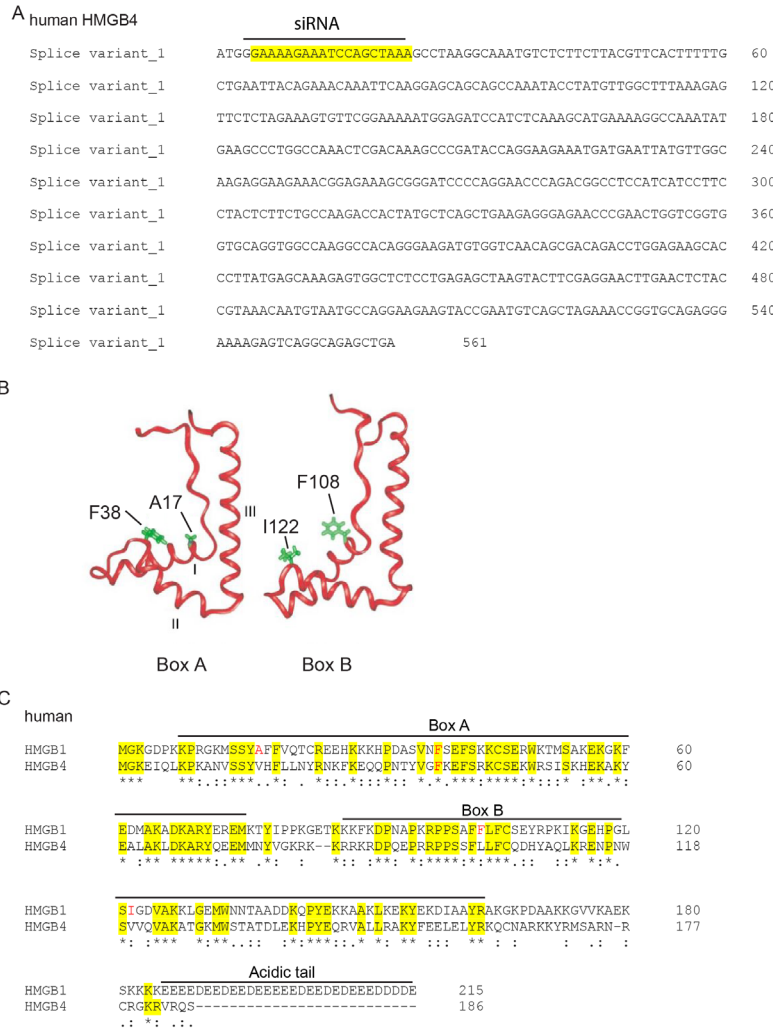 A
human HMGB4
siRNA
Splice variant_1 ATGGGAAAAGAAATCCAGCTAAAGCCTAAGGCAAATGTCTCTTCTTACGTTCACTTTTTG 60
Splice variant_1 CTGAATTACAGAAACAAATTCAAGGAGCAGCAGCCAAATACCTATGTTGGCTTTAAAGAG 120
Splice variant_1 TTCTCTAGAAAGTGTTCGGAAAAATGGAGATCCATCTCAAAGCATGAAAAGGCCAAATAT 180
Splice variant_1 GAAGCCCTGGCCAAACTCGACAAAGCCCGATACCAGGAAGAAATGATGAATTATGTTGGC 240
Splice variant_1 AAGAGGAAGAAACGGAGAAAGCGGGATCCCCAGGAACCCAGACGGCCTCCATCATCCTTC 300
Splice variant_1 CTACTCTTCTGCCAAGACCACTATGCTCAGCTGAAGAGGGAGAACCCGAACTGGTCGGTG 360
Splice variant_1 GTGCAGGTGGCCAAGGCCACAGGGAAGATGTGGTCAACAGCGACAGACCTGGAGAAGCAC 420
Splice variant_1 CCTTATGAGCAAAGAGTGGCTCTCCTGAGAGCTAAGTACTTCGAGGAACTTGAACTCTAC 480
Splice variant_1 CGTAAACAATGTAATGCCAGGAAGAAGTACCGAATGTCAGCTAGAAACCGGTGCAGAGGG 540
Splice variant_1 AAAAGAGTCAGGCAGAGCTGA 561
B
F38
A17
I
II
III
F108
I122
Box A
Box B
C
human
Box A
HMGB1 MGKGDPKKPRGKMSSYAFFVQTCREEHKKKHPDASVNFSEFSKKCSERWKTMSAKEKGKF 60
HMGB4 MGKEIQLKPKANVSSYVHFLLNYRNKFKEQQPNTYVGFKEFSRKCSEKWRSISKHEKAKY 60
Box B
HMGB1 EDMAKADKARYEREMKTYIPPKGETKKKFKDPNAPKRPPSAFFLFCSEYRPKIKGEHPGL 120
HMGB4 EALAKLDKARYQEEMMNYVGKRK--KRRKRDPQEPRRPPSSFLLFCQDHYAQLKRENPNW 118
HMGB1 SIGDVAKKLGEMWNNTAADDKQPYEKKAAKLKEKYEKDIAAYRAKGKPDAAKKGVVKAEK 180
HMGB4 SVVQVAKATGKMWSTATDLEKHPYEQRVALLRAKYFEELELYRKQCNARKKYRMSARN-R 177
Acidic tail
HMGB1 SKKKKEEEEDEEDEEDEEEEEDEEDEDEEEDDDDE 215
HMGB4 CRGKRVRQS-------------------------- 186